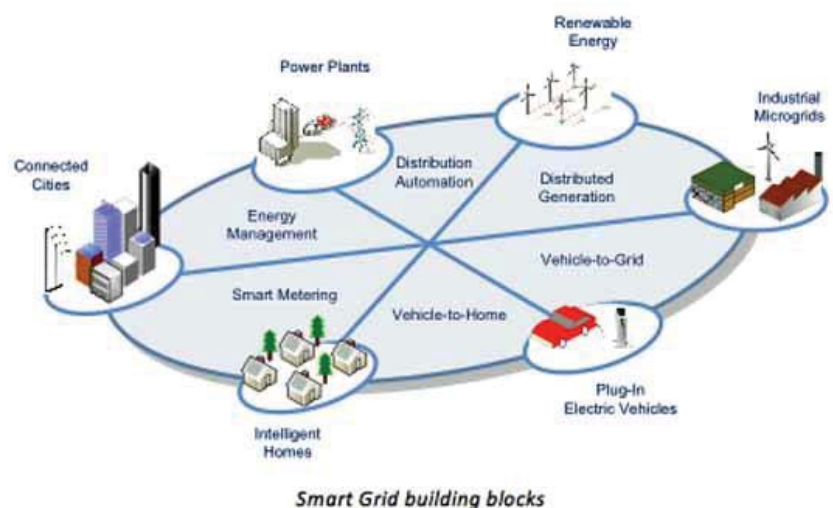 Renewable
Energy
Power Plants
Industrial
Microgrids
Connected
Cities
Distribution
Automation
Distributed
Generation
Energy
Management
Vehicle-to-Grid
Smart Metering
Vehicle-to-Home
Plug-In
Electric Vehicles
Intelligent
Homes
Smart Grid building blocks